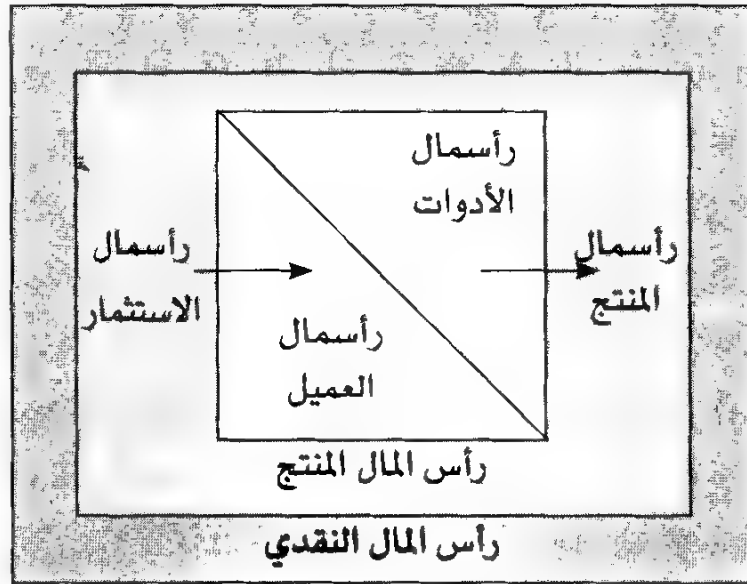 رأسمال
الأدوات
رأسمال
المنتج
رأسمال
الاستثمار
رأسمال
العميل
رأس المال المنتج
رأس المال النقدي